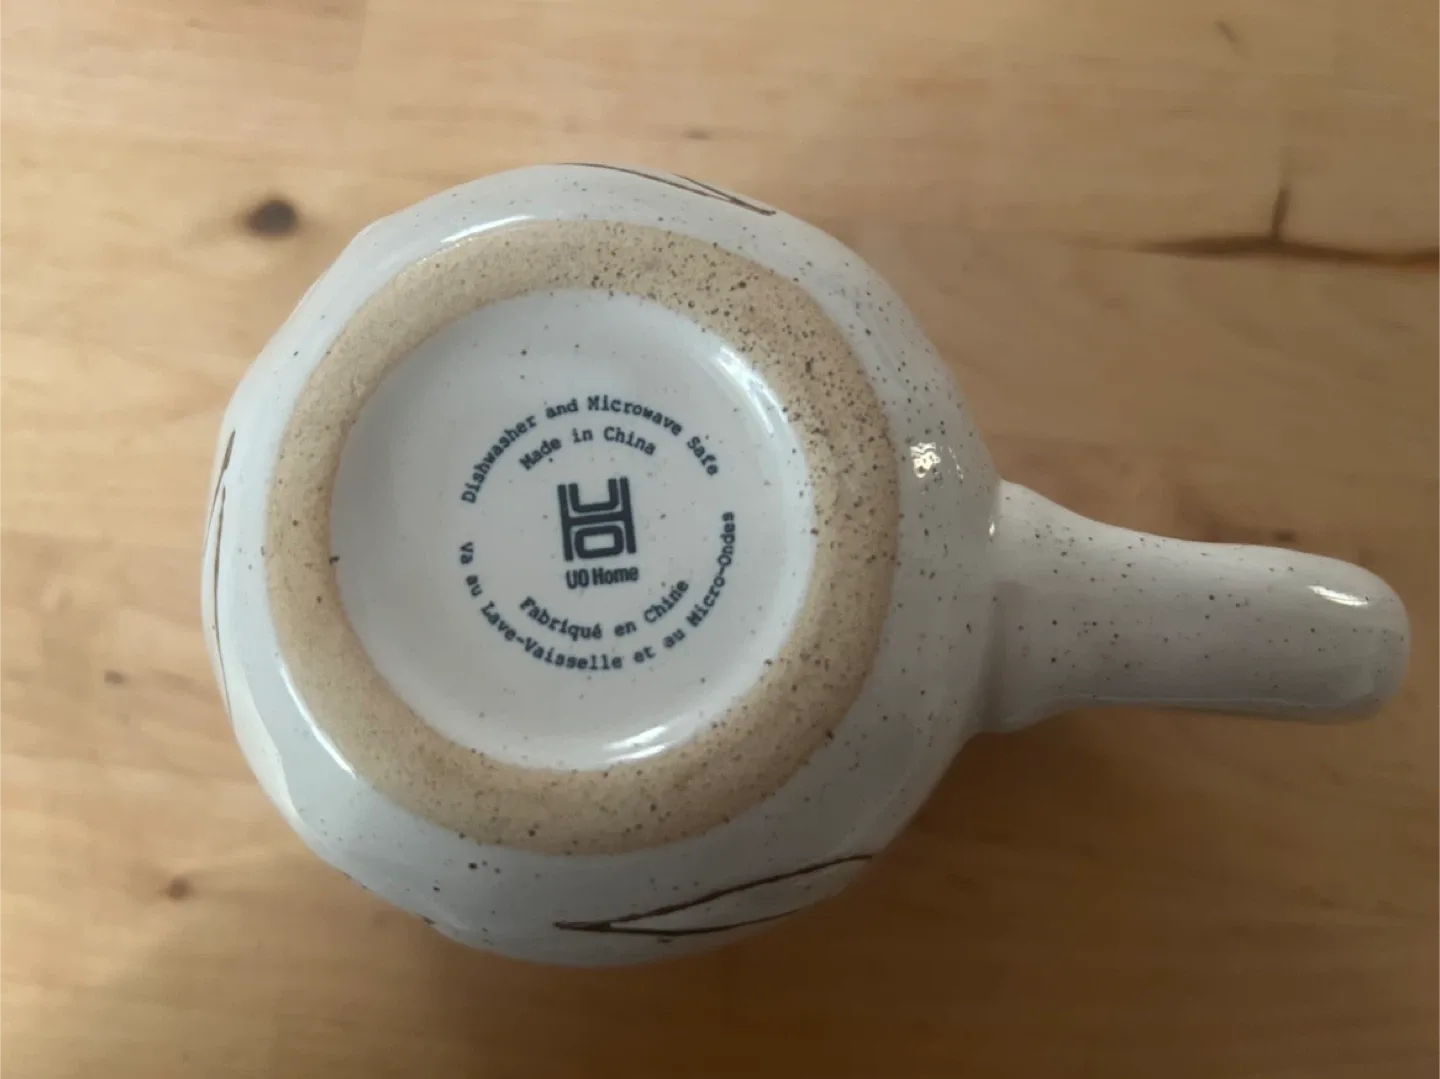 Dishwasher and Microwave Safe
Made in China
UO
UO Home
Fabriqué en Chine
va au Lave-Vaisselle et au Micro-Ondes